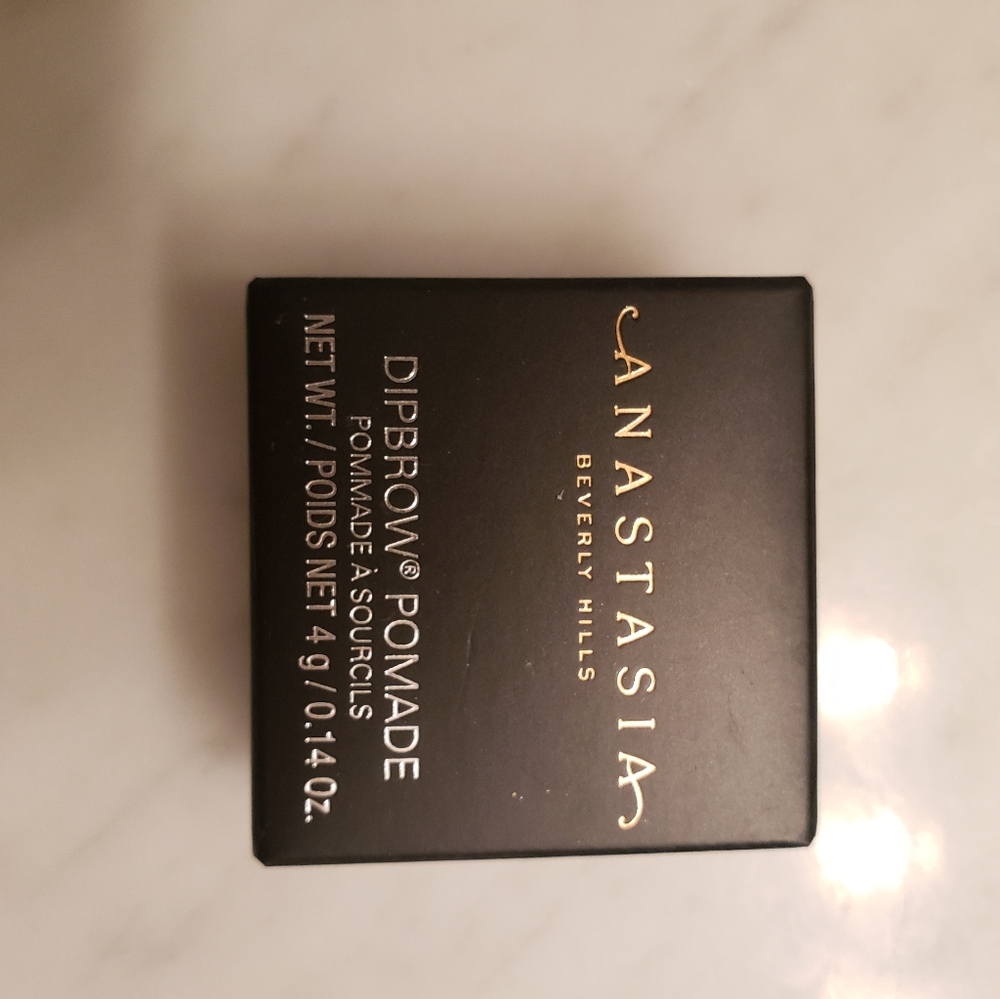 ANASTASIA
BEVERLY HILLS
DIPBROW® POMADE
POMMADE À SOURCILS
NET WT. / POIDS NET 4 g / 0.14 Oz.